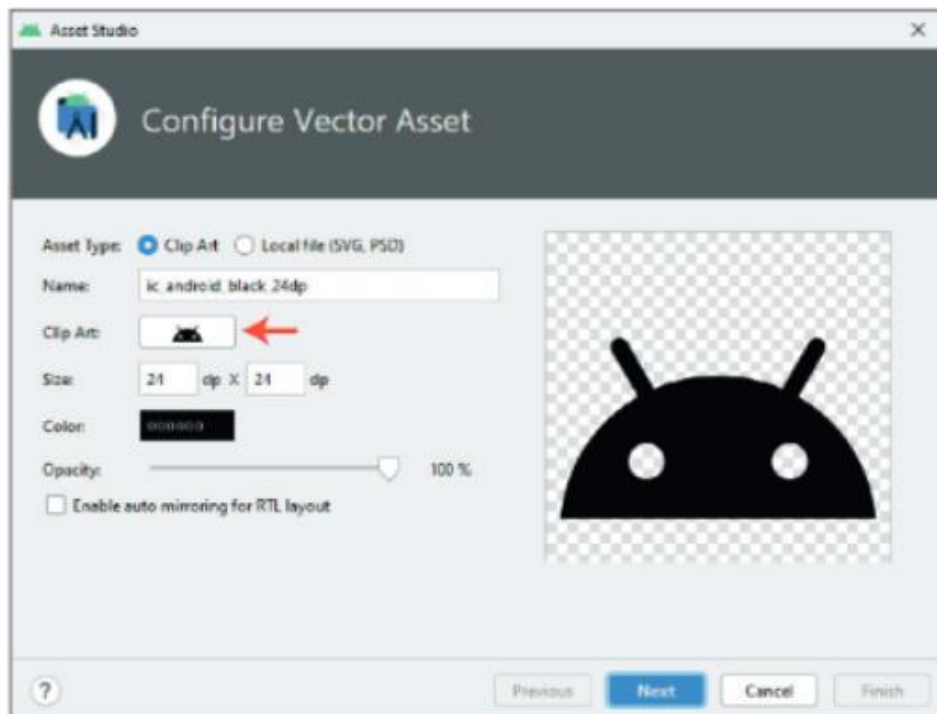 Asset Studio
Configure Vector Asset
Asset Type: Clip Art Local file (SVG, PSD)
Name: ic_android_black_24dp
Clip Art:
Size: 24 dp X 24 dp
Color: 000000
Opacity: 100 %
Enable auto mirroring for RTL layout
? Previous Next Cancel Finish